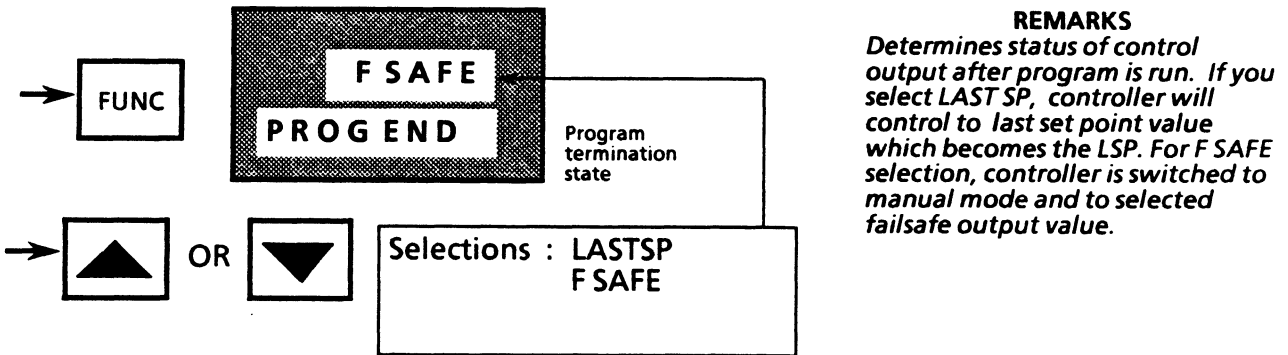 FUNC
F SAFE
PROG END
Program
termination
state
OR
Selections : LASTSP
F SAFE
REMARKS
Determines status of control
output after program is run. If you
select LAST SP, controller will
control to last set point value
which becomes the LSP. For F SAFE
selection, controller is switched to
manual mode and to selected
failsafe output value.